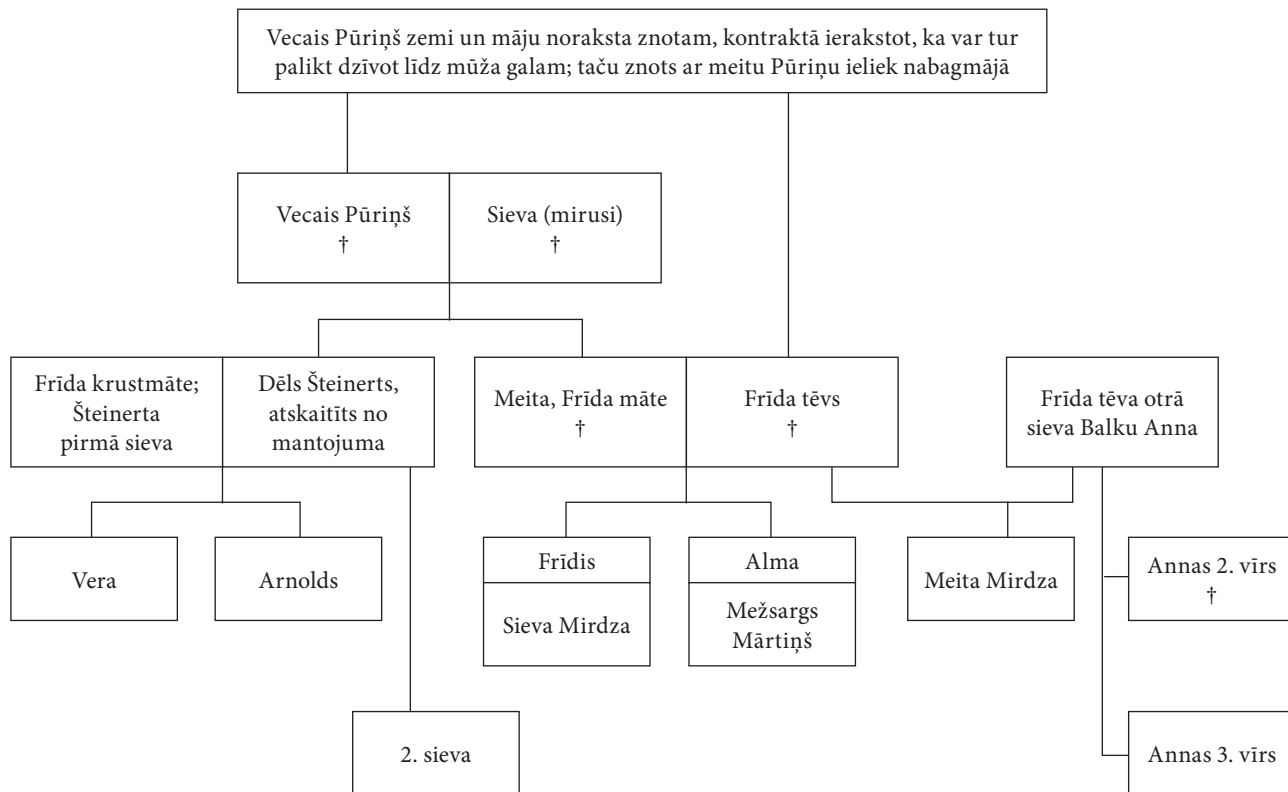 Vecais Pūriņš zemi un māju noraksta znotam, kontraktā ierakstot, ka var tur
palikt dzīvot līdz mūža galam; taču znots ar meitu Pūriņu ieliek nabagmājā
Vecais Pūriņš
†
Sieva (mirusi)
†
Frīda krustmāte;
Šteinerta
pirmā sieva
Dēls Šteinerts,
atskaitīts no
mantojuma
Meita, Frīda māte
†
Frīda tēvs
†
Frīda tēva otrā
sieva Balku Anna
Vera
Arnolds
Frīdis
Sieva Mirdza
Alma
Mežsargs
Mārtiņš
Meita Mirdza
Annas 2. vīrs
†
2. sieva
Annas 3. vīrs